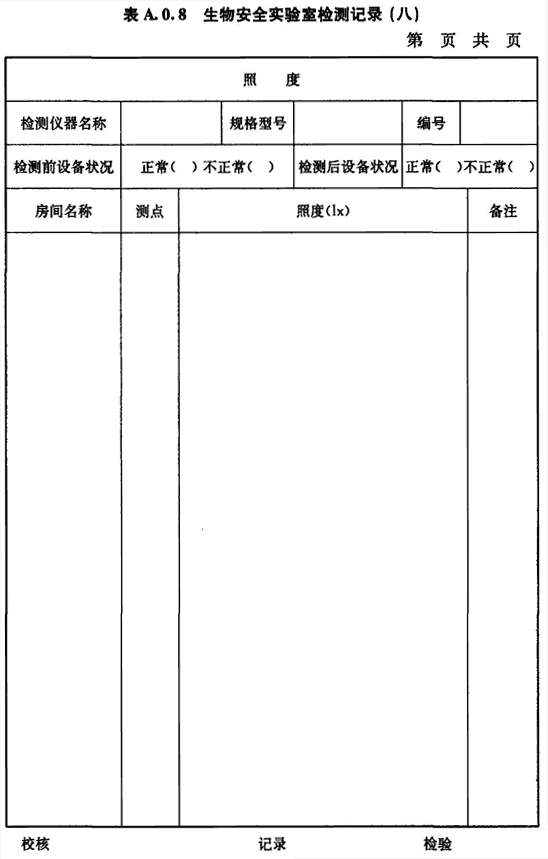 表 A.0.8 生物安全实验室检测记录（八）
第 页 共 页
照 度
检测仪器名称 规格型号 编号
检测前设备状况 正常( )不正常( ) 检测后设备状况 正常( )不正常( )
房间名称 测点 照度(lx) 备注
校核 记录 检验